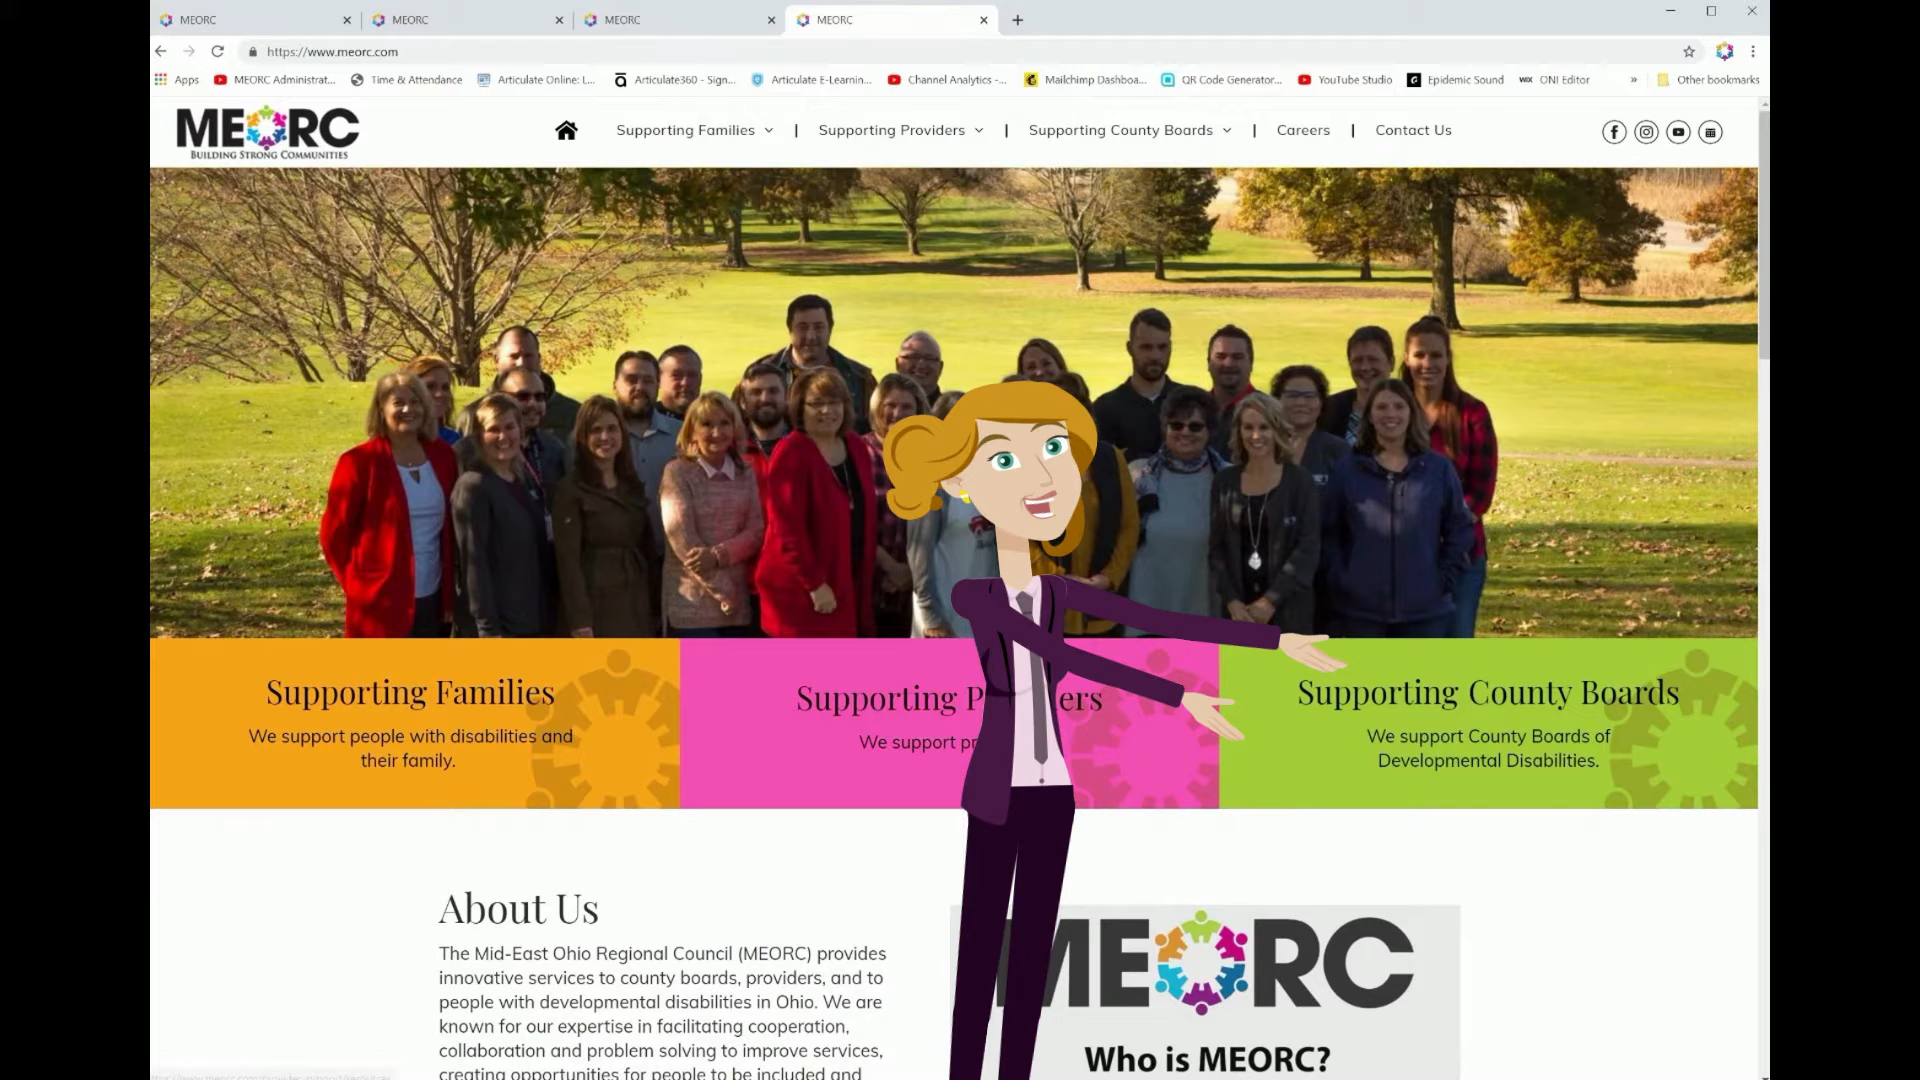 MEORC
MEORC
MEORC
MEORC
https://www.meorc.com
Apps
MEORC Administrat...
Time & Attendance
Articulate Online: L...
Articulate360 - Sign...
Articulate E-Learnin...
Channel Analytics -...
Mailchimp Dashboa...
QR Code Generator...
YouTube Studio
Epidemic Sound
WIX ONI Editor
»
Other bookmarks
MEORC
BUILDING STRONG COMMUNITIES
Supporting Families | Supporting Providers | Supporting County Boards | Careers | Contact Us
Supporting Families
We support people with disabilities and
their family.
Supporting P ers
We support pr
Supporting County Boards
We support County Boards of
Developmental Disabilities.
About Us
The Mid-East Ohio Regional Council (MEORC) provides
innovative services to county boards, providers, and to
people with developmental disabilities in Ohio. We are
known for our expertise in facilitating cooperation,
collaboration and problem solving to improve services,
creating opportunities for people to be included and
MEORC
Who is MEORC?